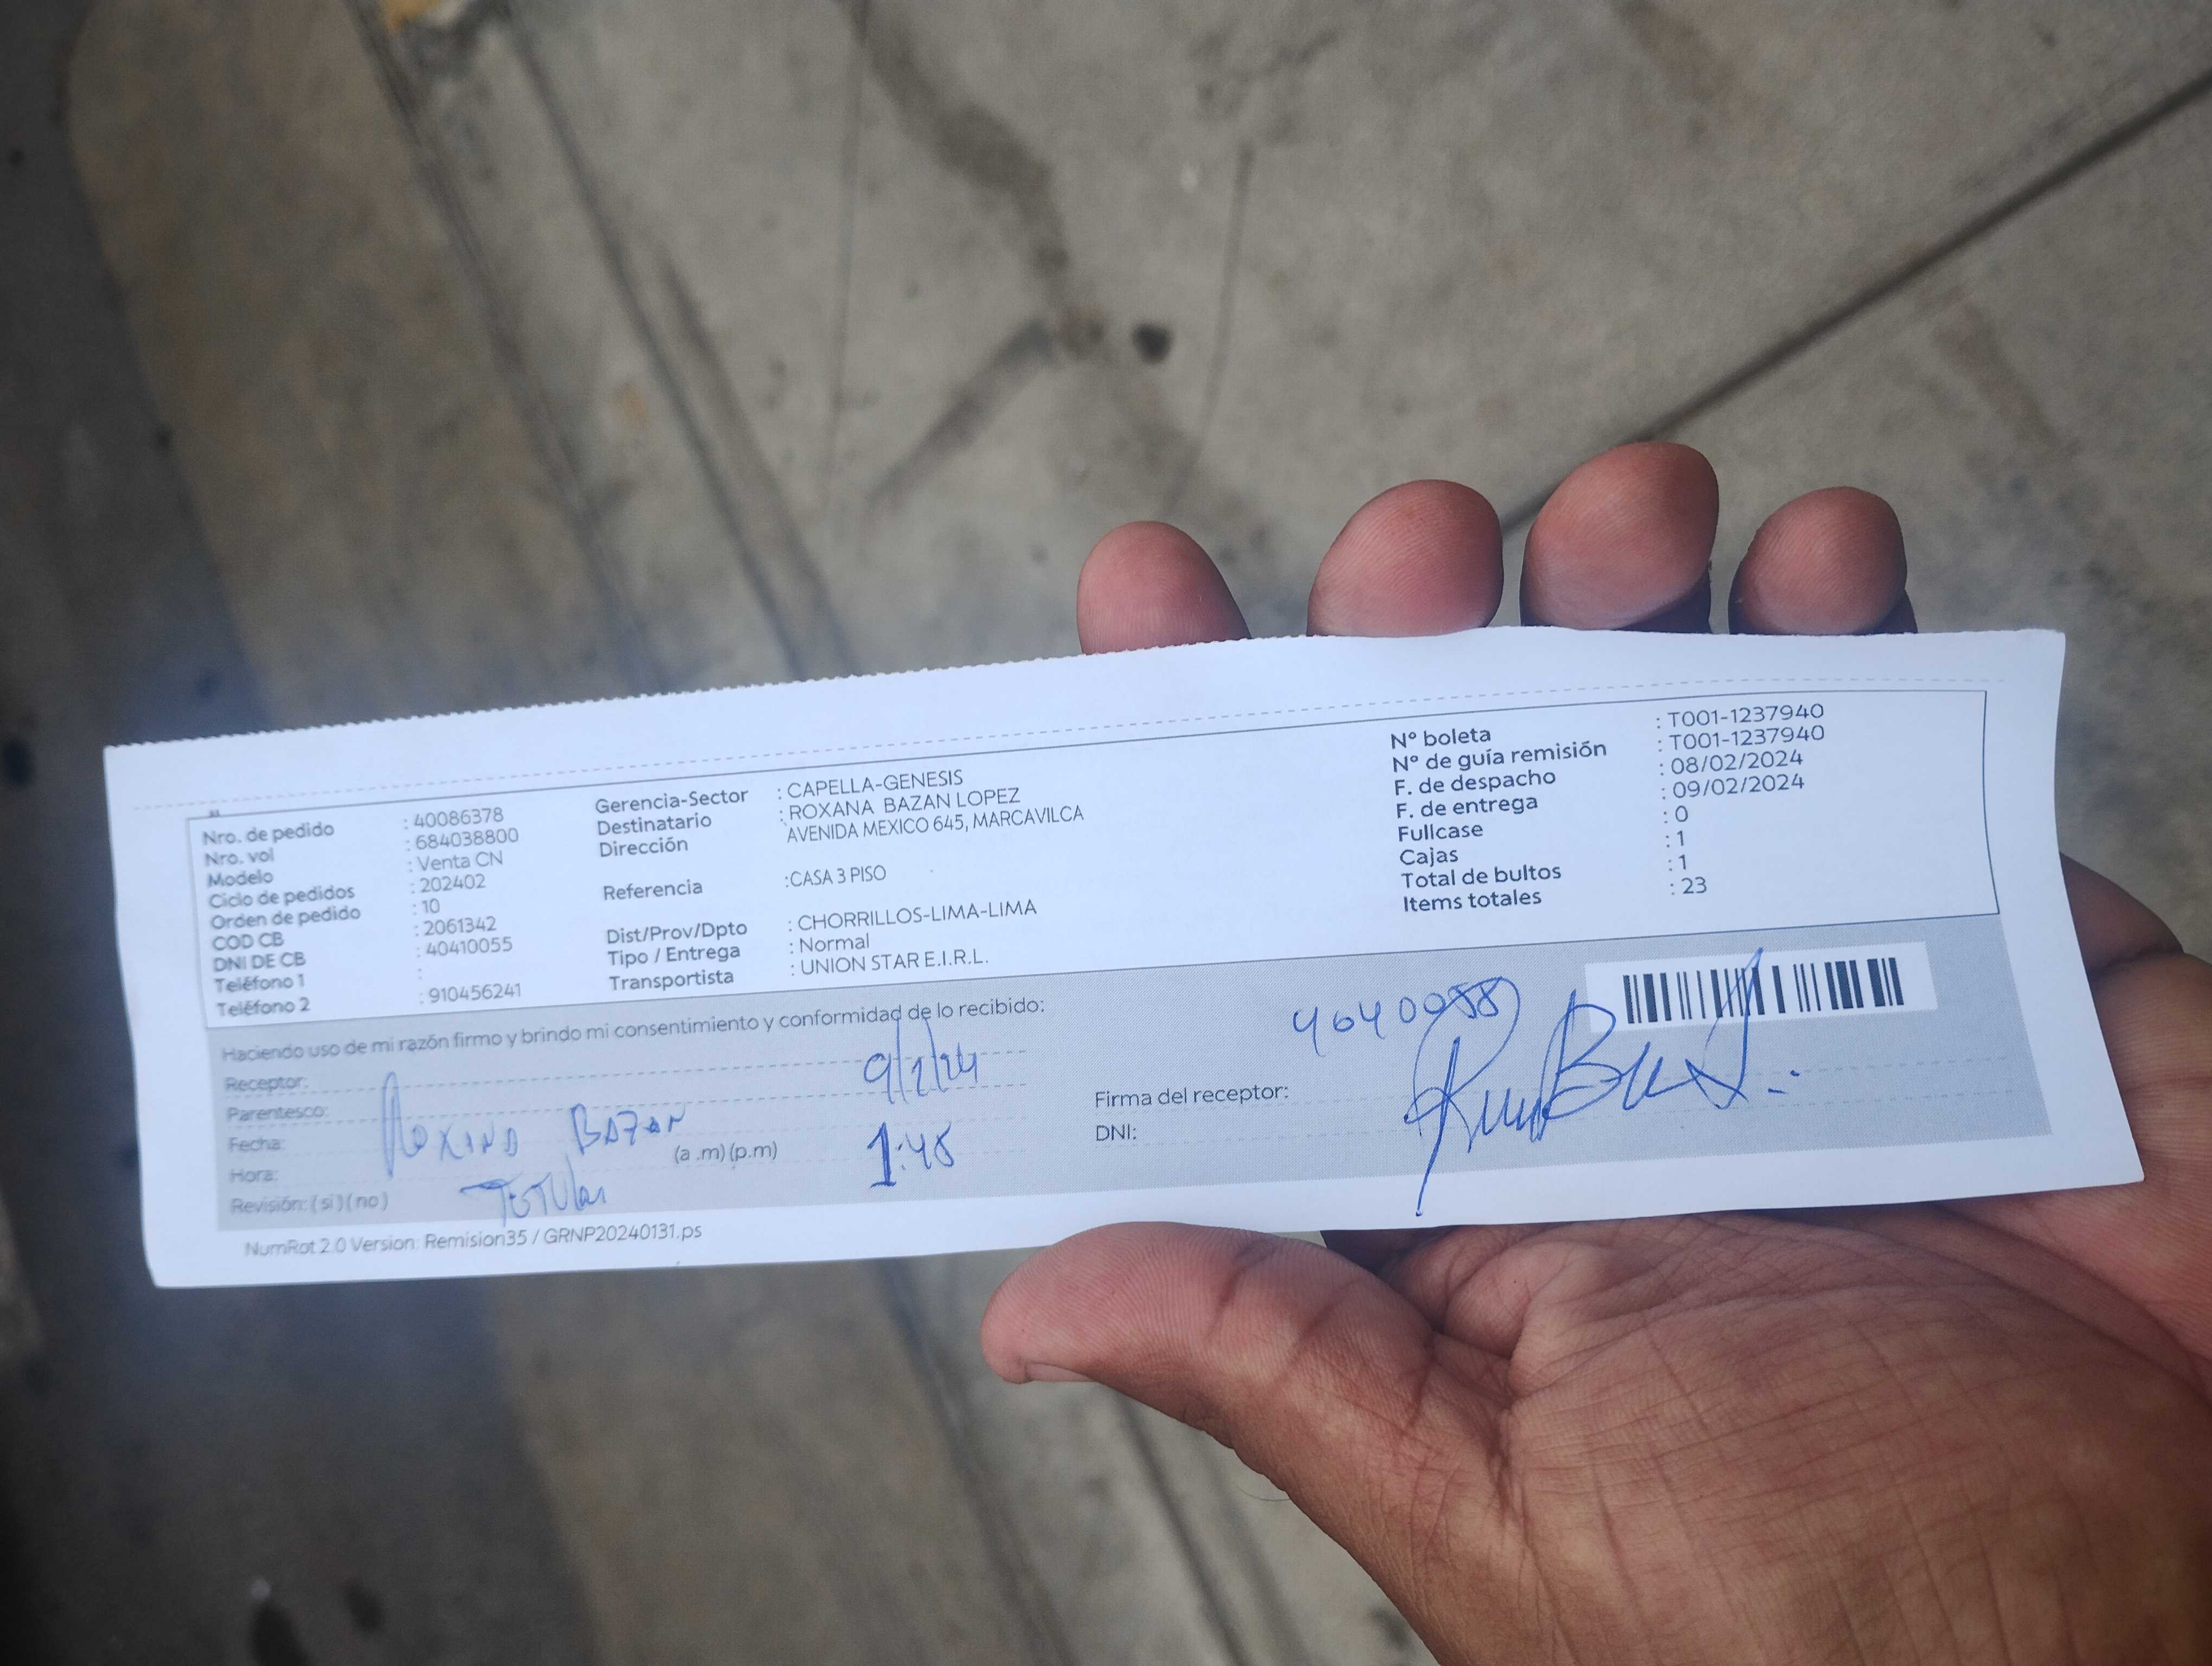 Nro. de pedido : 40086378
Nro. vol : 684038800
Modelo : Venta CN
Ciclo de pedidos : 202402
Orden de pedido : 10
COD CB : 2061342
DNI DE CB : 40410055
Teléfono 1 :
Teléfono 2 : 910456241
Gerencia-Sector : CAPELLA-GENESIS
Destinatario : ROXANA BAZAN LOPEZ
Dirección : AVENIDA MEXICO 645, MARCAVILCA
Referencia :CASA 3 PISO
Dist/Prov/Dpto : CHORRILLOS-LIMA-LIMA
Tipo / Entrega : Normal
Transportista : UNION STAR E.I.R.L.
Nº boleta : T001-1237940
Nº de guía remisión : T001-1237940
F. de despacho : 08/02/2024
F. de entrega : 09/02/2024
Fullcase : 0
Cajas : 1
Total de bultos : 1
Items totales : 23
Haciendo uso de mi razón firmo y brindo mi consentimiento y conformidad de lo recibido:
Receptor:
Parentesco: 9/2/24
Fecha: Roxana Bazan
Hora: (a .m) (p.m) 1:48
Revisión: (si) (no) Titular
Firma del receptor:
DNI:
NumRot 2.0 Version: Remision35 / GRNP20240131.ps